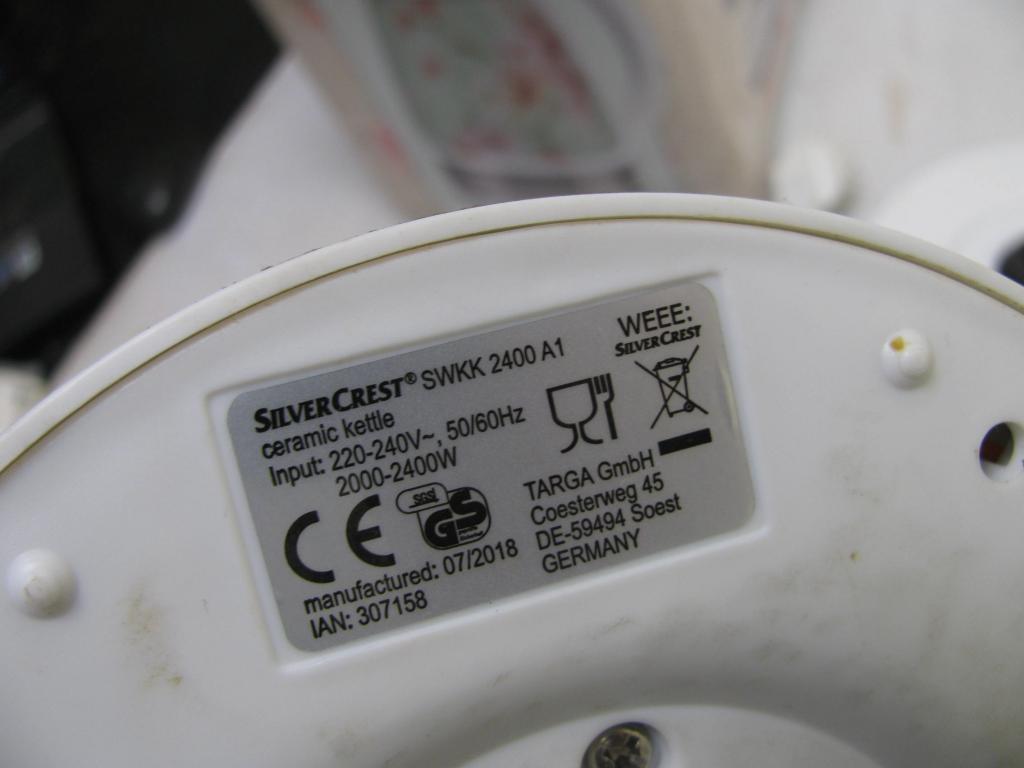 SILVERCREST® SWKK 2400 A1
ceramic kettle
Input: 220-240V~, 50/60Hz
2000-2400W
WEEE:
SILVERCREST
CE
SGS
GS
manufactured: 07/2018
IAN: 307158
TARGA GmbH
Coesterweg 45
DE-59494 Soest
GERMANY